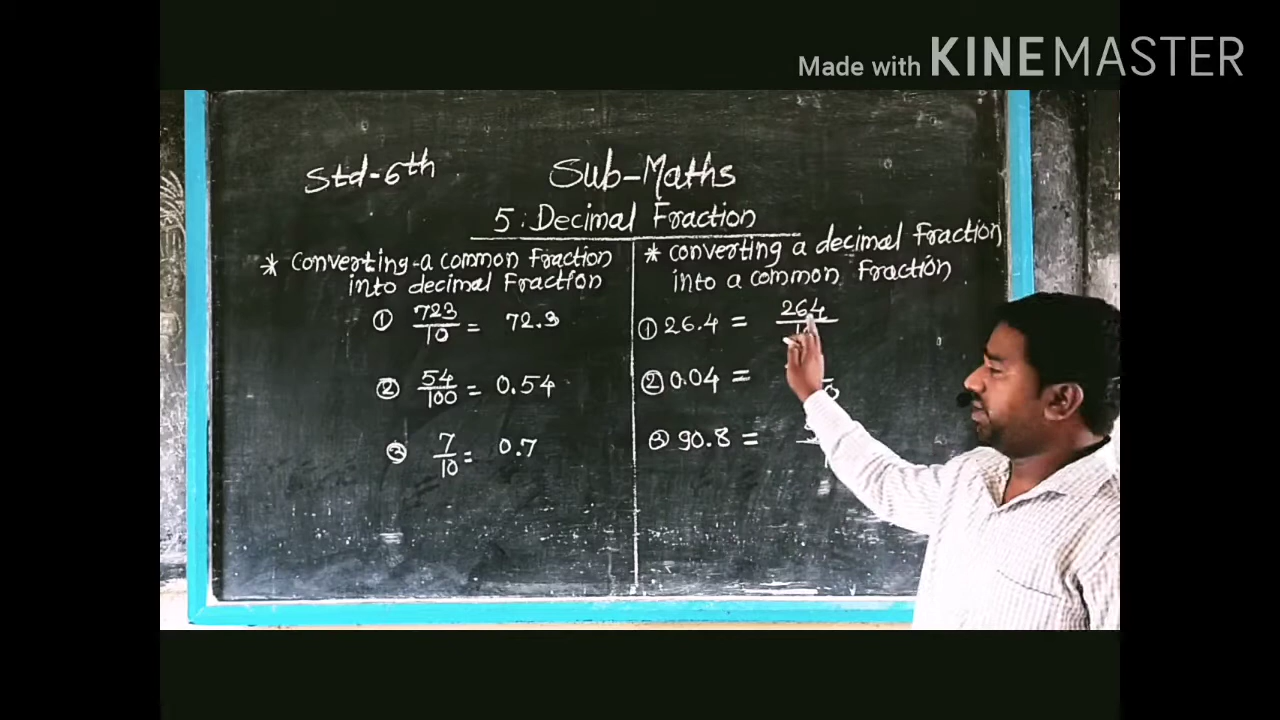 Made with KINEMASTER
Std-6th
Sub-Maths
5. Decimal Fraction
* Converting a common fraction
into decimal Fraction
① 723/10 = 72.3
② 54/100 = 0.54
③ 7/10 = 0.7
* converting a decimal fraction
into a common fraction
① 26.4 = 264
② 0.04 =
③ 90.8 =